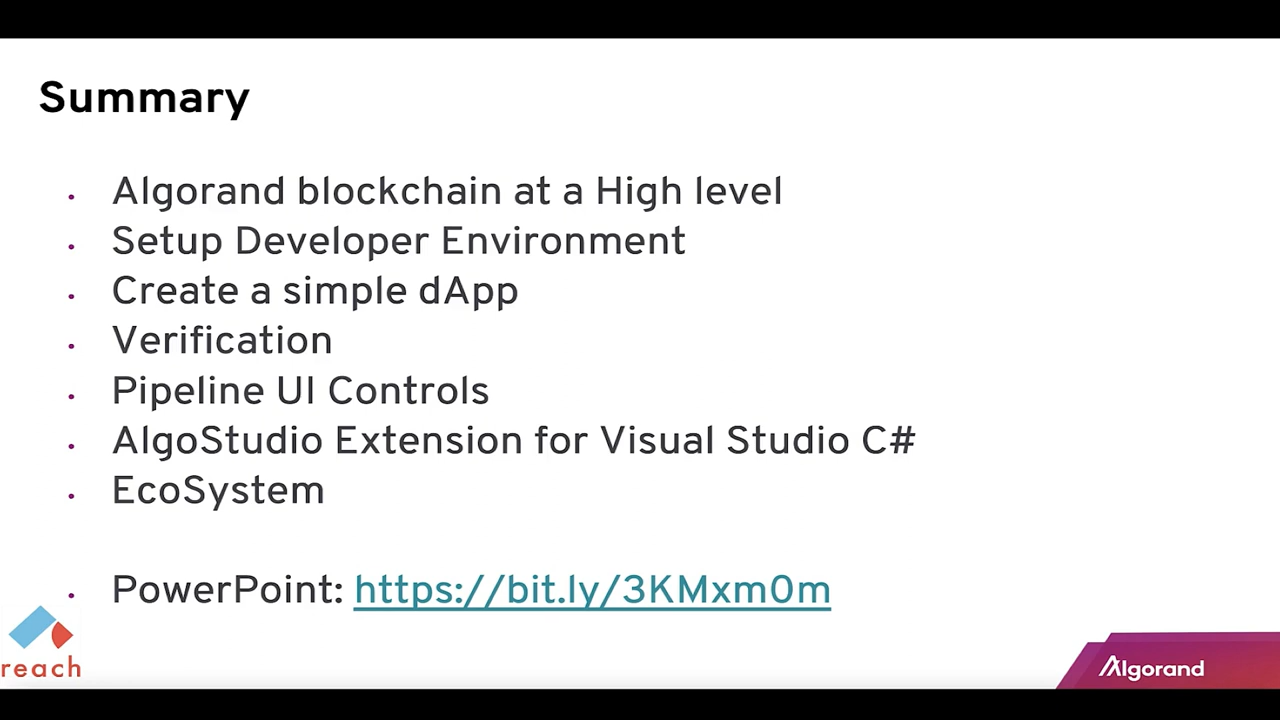 Summary
• Algorand blockchain at a High level
• Setup Developer Environment
• Create a simple dApp
• Verification
• Pipeline UI Controls
• AlgoStudio Extension for Visual Studio C#
• EcoSystem
• PowerPoint: https://bit.ly/3KMxm0m
reach
Algorand